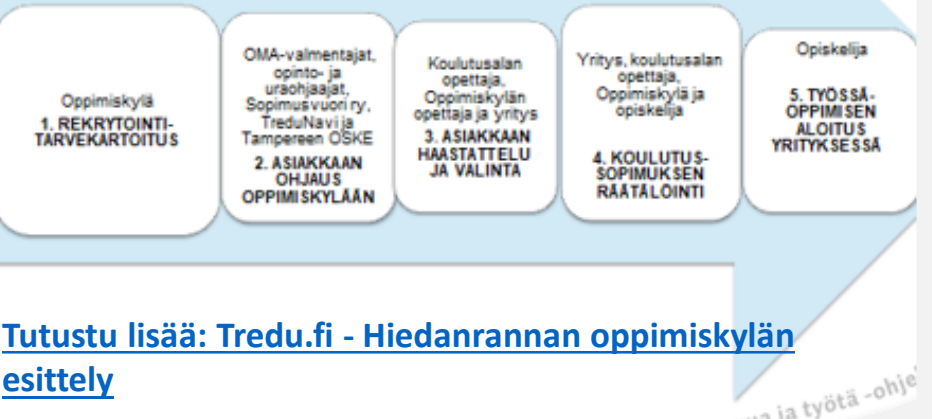 Oppimiskylä
1. REKRYTOINTI-
TARVEKARTOITUS
OMA-valmentajat,
opinto- ja
uraohjaajat,
Sopimusvuori ry,
TreduNavi ja
Tampereen OSKE
2. ASIAKKAAN
OHJAUS
OPPIMISKYLÄÄN
Koulutusalan
opettaja,
Oppimiskylän
opettaja ja yritys
3. ASIAKKAAN
HAASTATTELU
JA VALINTA
Yritys, koulutusalan
opettaja,
Oppimiskylä ja
opiskelija
4. KOULUTUS-
SOPIMUKSEN
RÄÄTÄLÖINTI
Opiskelija
5. TYÖSSÄ-
OPPIMISEN
ALOITUS
YRITYKSESSÄ
Tutustu lisää: Tredu.fi - Hiedanrannan oppimiskylän
esittely
ja työtä -ohje